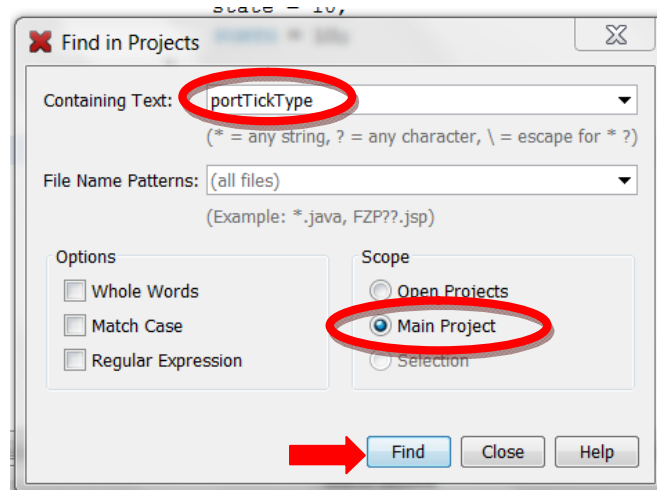 state = 10,
Find in Projects
Containing Text: portTickType
(* = any string, ? = any character, \ = escape for * ?)
File Name Patterns: (all files)
(Example: *.java, FZP??.jsp)
Options
Scope
Whole Words
Open Projects
Match Case
Main Project
Regular Expression
Selection
Find
Close
Help